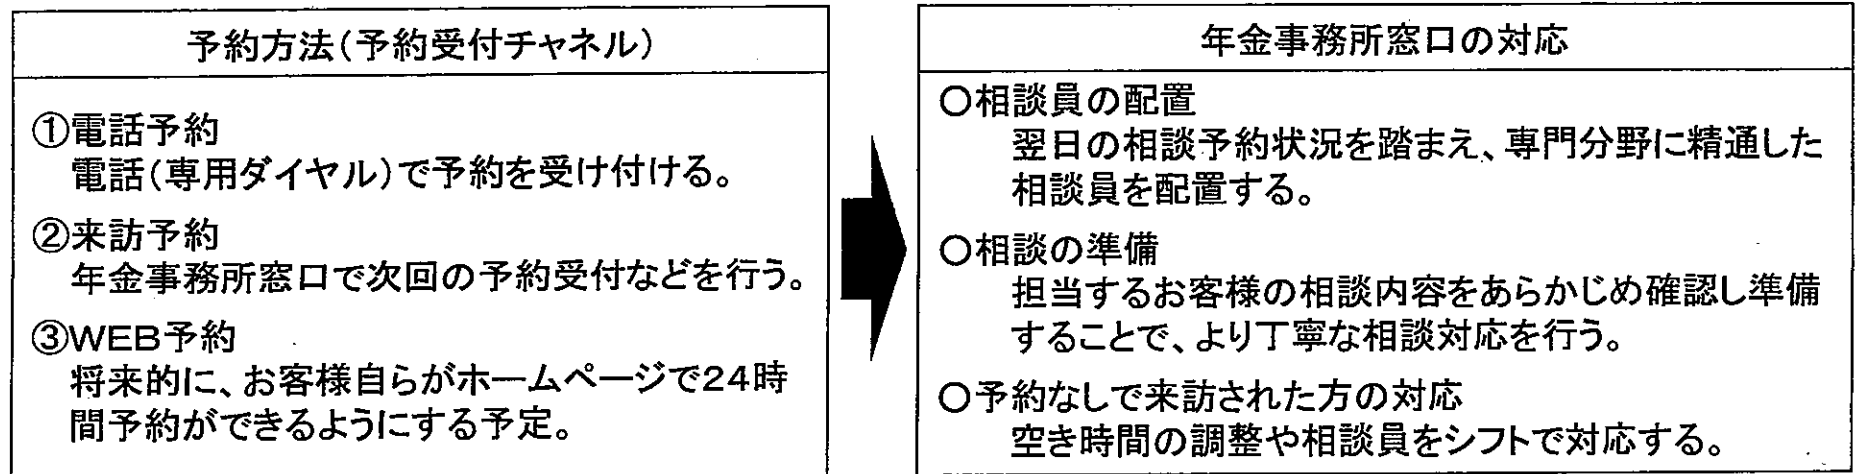 予約方法(予約受付チャネル)
①電話予約
電話(専用ダイヤル)で予約を受け付ける。
②来訪予約
年金事務所窓口で次回の予約受付などを行う。
③WEB予約
将来的に、お客様自らがホームページで24時
間予約ができるようにする予定。
年金事務所窓口の対応
○相談員の配置
翌日の相談予約状況を踏まえ、専門分野に精通した
相談員を配置する。
○相談の準備
担当するお客様の相談内容をあらかじめ確認し準備
することで、より丁寧な相談対応を行う。
○予約なしで来訪された方の対応
空き時間の調整や相談員をシフトで対応する。